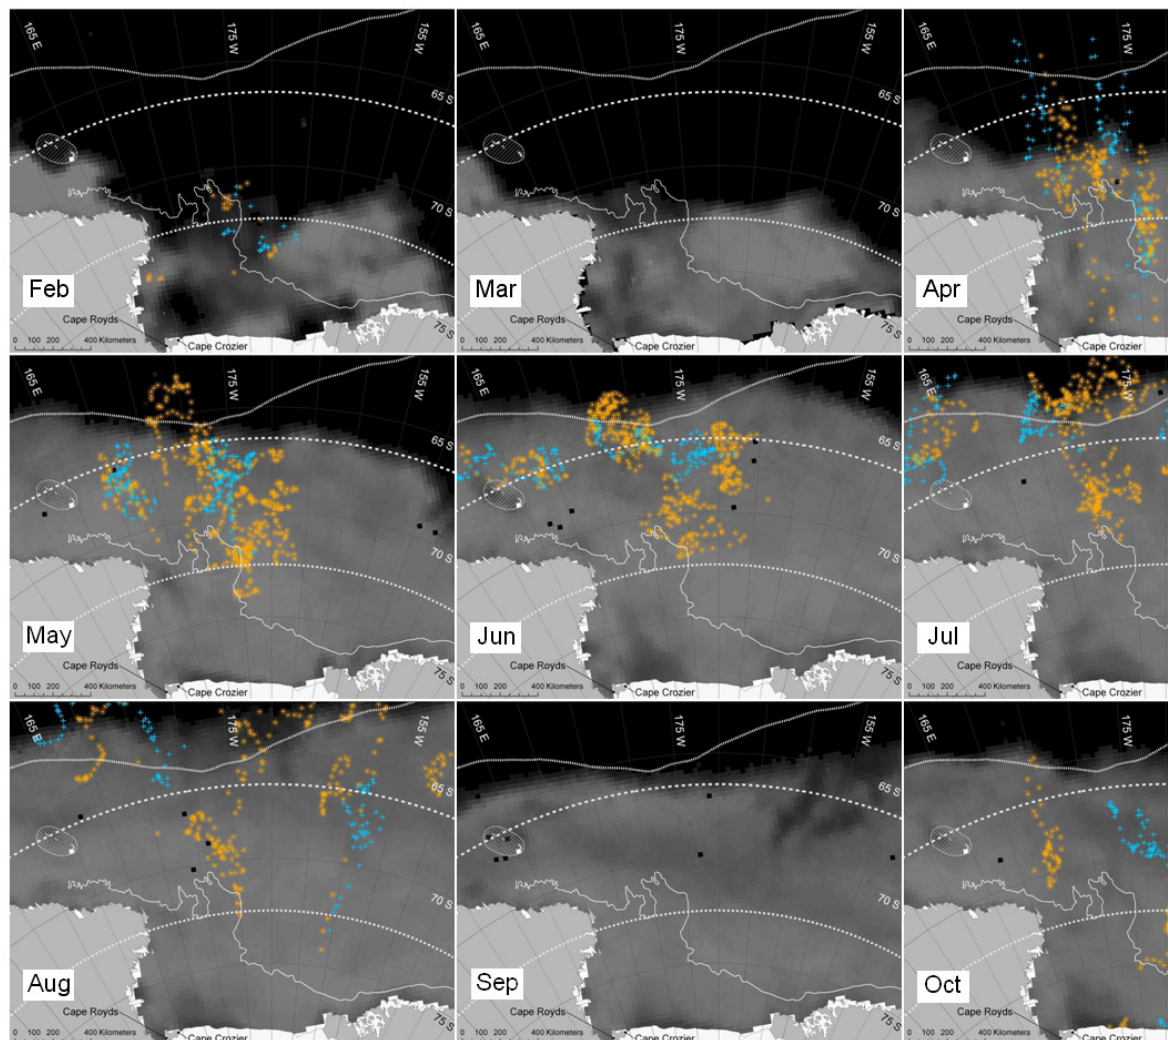 165 E
175 W
155 W
65 S
70 S
75 S
Feb
Cape Royds
Cape Crozier
0 100 200 400 Kilometers
165 E
175 W
155 W
65 S
70 S
75 S
Mar
Cape Royds
Cape Crozier
0 100 200 400 Kilometers
165 E
175 W
Apr
Cape Royds
Cape Crozier
0 100 200 400 Kilometers
165 E
175 W
155 W
65 S
70 S
75 S
May
Cape Royds
Cape Crozier
0 100 200 400 Kilometers
165 E
175 W
155 W
65 S
70 S
75 S
Jun
Cape Royds
Cape Crozier
0 100 200 400 Kilometers
165 E
175 W
Jul
Cape Royds
Cape Crozier
0 100 200 400 Kilometers
165 E
175 W
155 W
65 S
70 S
75 S
Aug
Cape Royds
Cape Crozier
0 100 200 400 Kilometers
165 E
175 W
155 W
65 S
70 S
75 S
Sep
Cape Royds
Cape Crozier
0 100 200 400 Kilometers
165 E
175 W
Oct
Cape Royds
Cape Crozier
0 100 200 400 Kilometers